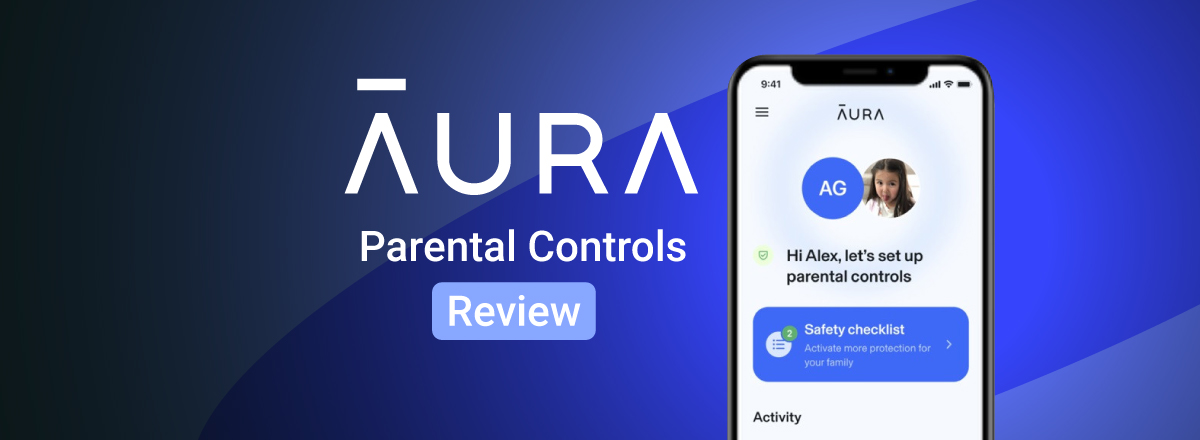 ĀURA
Parental Controls
Review
9:41
ĀURA
AG
Hi Alex, let's set up
parental controls
2
Safety checklist
Activate more protection for
your family
Activity